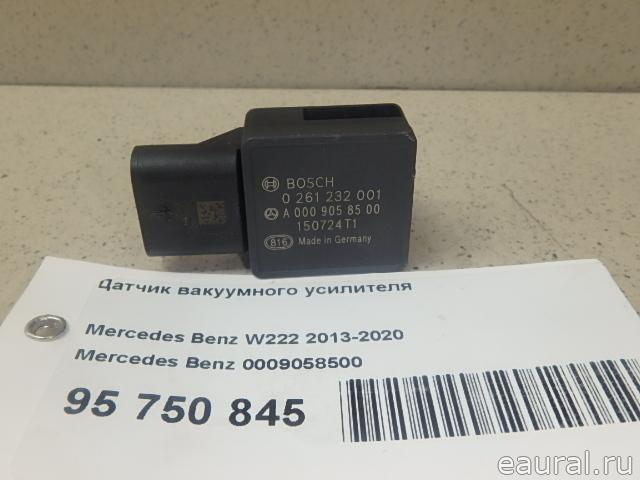 BOSCH
0 261 232 001
A 000 905 85 00
150724T1
816 Made in Germany
Датчик вакуумного усилителя
Mercedes Benz W222 2013-2020
Mercedes Benz 0009058500
95 750 845
eaural.ru